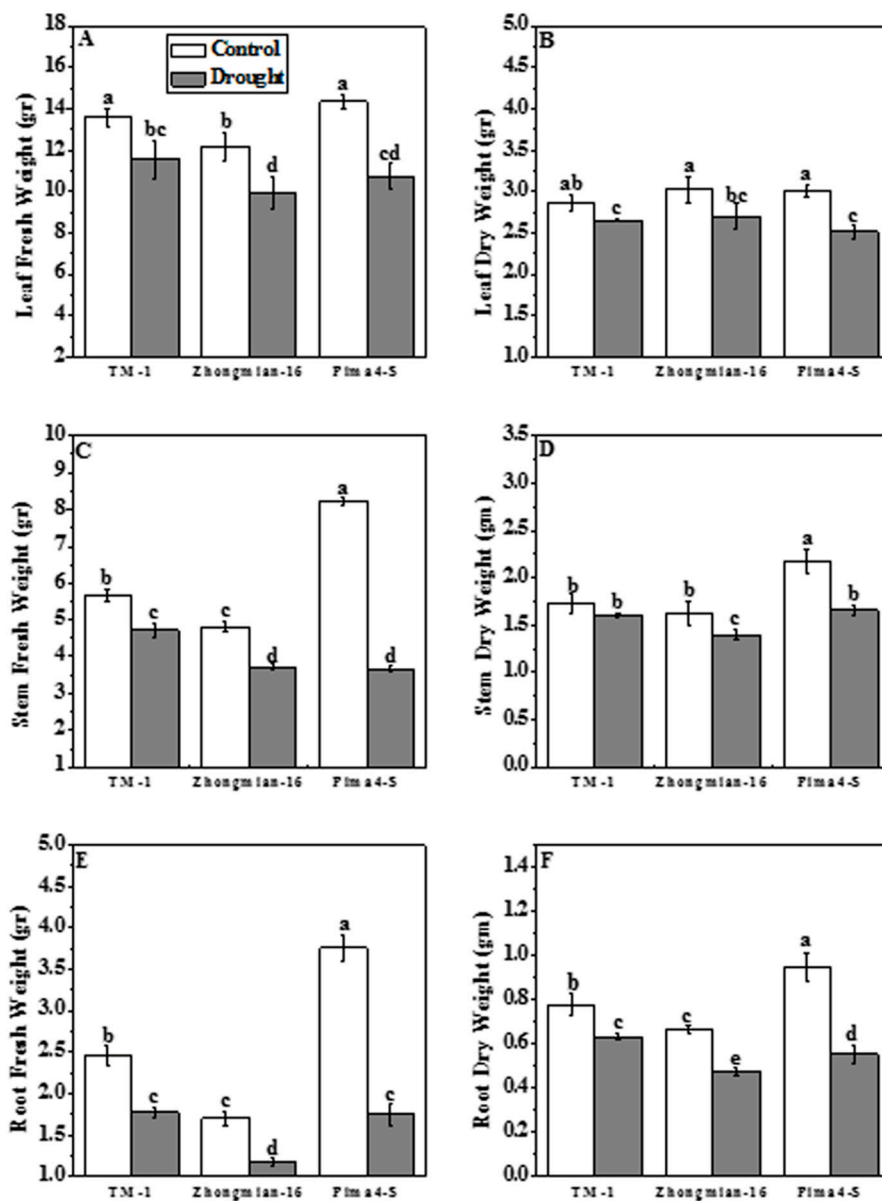 A
Control
Drought
Leaf Fresh Weight (gr)
18
16
14
12
10
8
6
4
2
a
bc
b
d
a
cd
TM-1
Zhongmian-16
Pima4-S
B
Leaf Dry Weight (gr)
5.0
4.5
4.0
3.5
3.0
2.5
2.0
1.5
1.0
ab
c
a
bc
a
c
TM-1
Zhongmian-16
Pima4-S
C
Stem Fresh Weight (gr)
10
9
8
7
6
5
4
3
2
1
b
c
c
d
a
d
TM-1
Zhongmian-16
Pima4-S
D
Stem Dry Weight (gm)
3.5
3.0
2.5
2.0
1.5
1.0
0.5
0.0
b
b
b
c
a
b
TM-1
Zhongmian-16
Pima4-S
E
Root Fresh Weight (gr)
5.0
4.5
4.0
3.5
3.0
2.5
2.0
1.5
1.0
b
c
c
d
a
c
TM-1
Zhongmian-16
Pima4-S
F
Root Dry Weight (gm)
1.4
1.2
1.0
0.8
0.6
0.4
0.2
0.0
b
c
c
e
a
d
TM-1
Zhongmian-16
Pima4-S